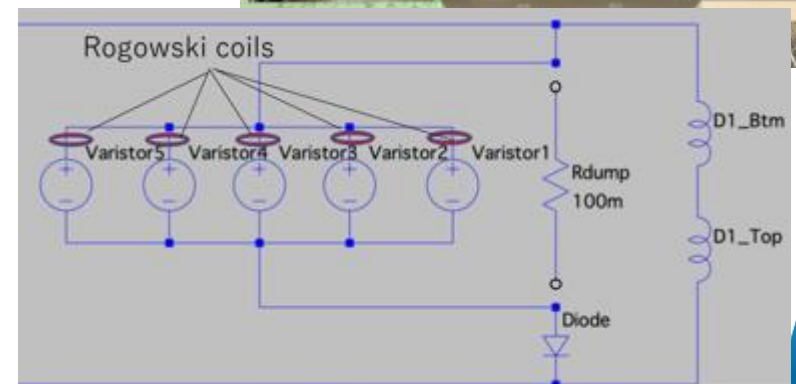 Rogowski coils
Varistor5
Varistor4
Varistor3
Varistor2
Varistor1
Rdump
100m
D1_Btm
D1_Top
Diode